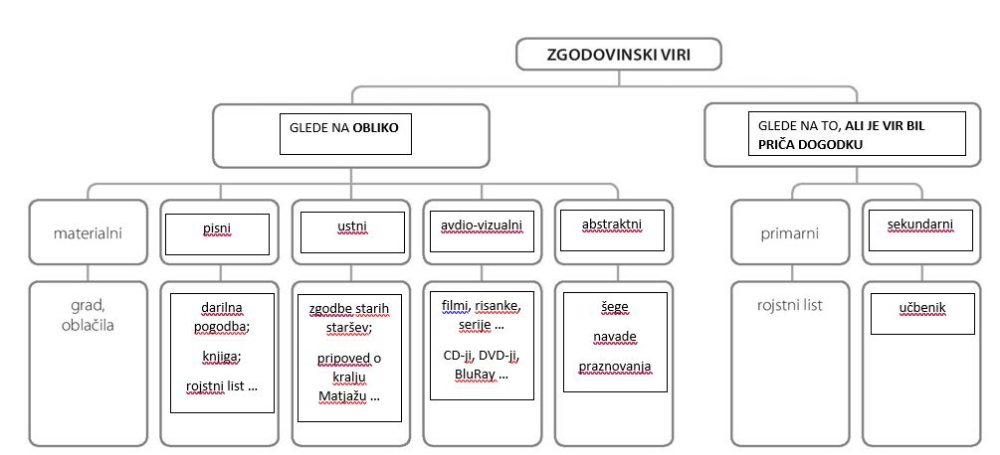 ZGODOVINSKI VIRI
GLEDE NA OBLIKO
GLEDE NA TO, ALI JE VIR BIL
PRIČA DOGODKU
materialni
pisni
ustni
avdio-vizualni
abstraktni
primarni
sekundarni
grad,
oblačila
darilna
pogodba;
knjiga;
rojstni list ...
zgodbe starih
staršev;
pripoved o
kralju
Matjažu ...
filmi, risanke,
serije ...
CD-ji, DVD-ji,
BluRay ...
šege
navade
praznovanja
rojstni list
učbenik